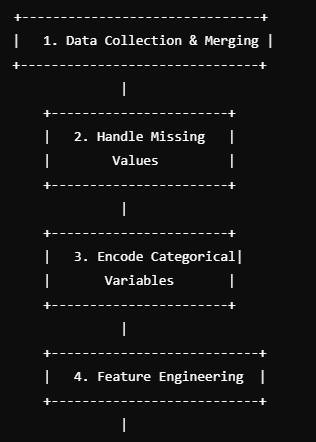 +-------------------------------+
|   1. Data Collection & Merging |
+-------------------------------+
|
+-----------------------+
|   2. Handle Missing   |
|        Values         |
+-----------------------+
|
+-----------------------+
|   3. Encode Categorical|
|       Variables       |
+-----------------------+
|
+---------------------------+
|   4. Feature Engineering  |
+---------------------------+
|